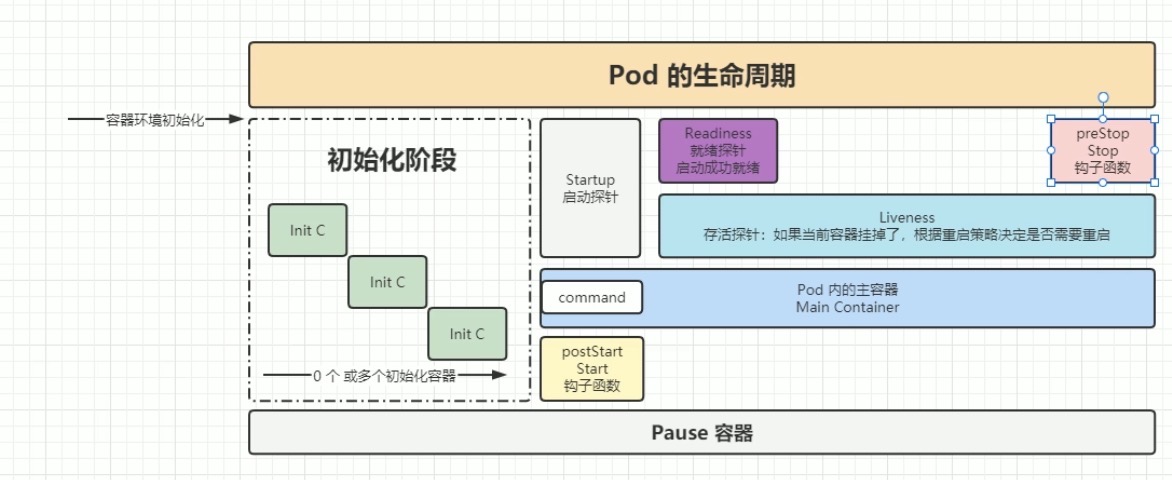 Pod 的生命周期
容器环境初始化
初始化阶段
Init C
Init C
Init C
0 个 或多个初始化容器
Startup
启动探针
Readiness
就绪探针
启动成功就绪
preStop
Stop
钩子函数
Liveness
存活探针：如果当前容器挂掉了，根据重启策略决定是否需要重启
command
Pod 内的主容器
Main Container
postStart
Start
钩子函数
Pause 容器